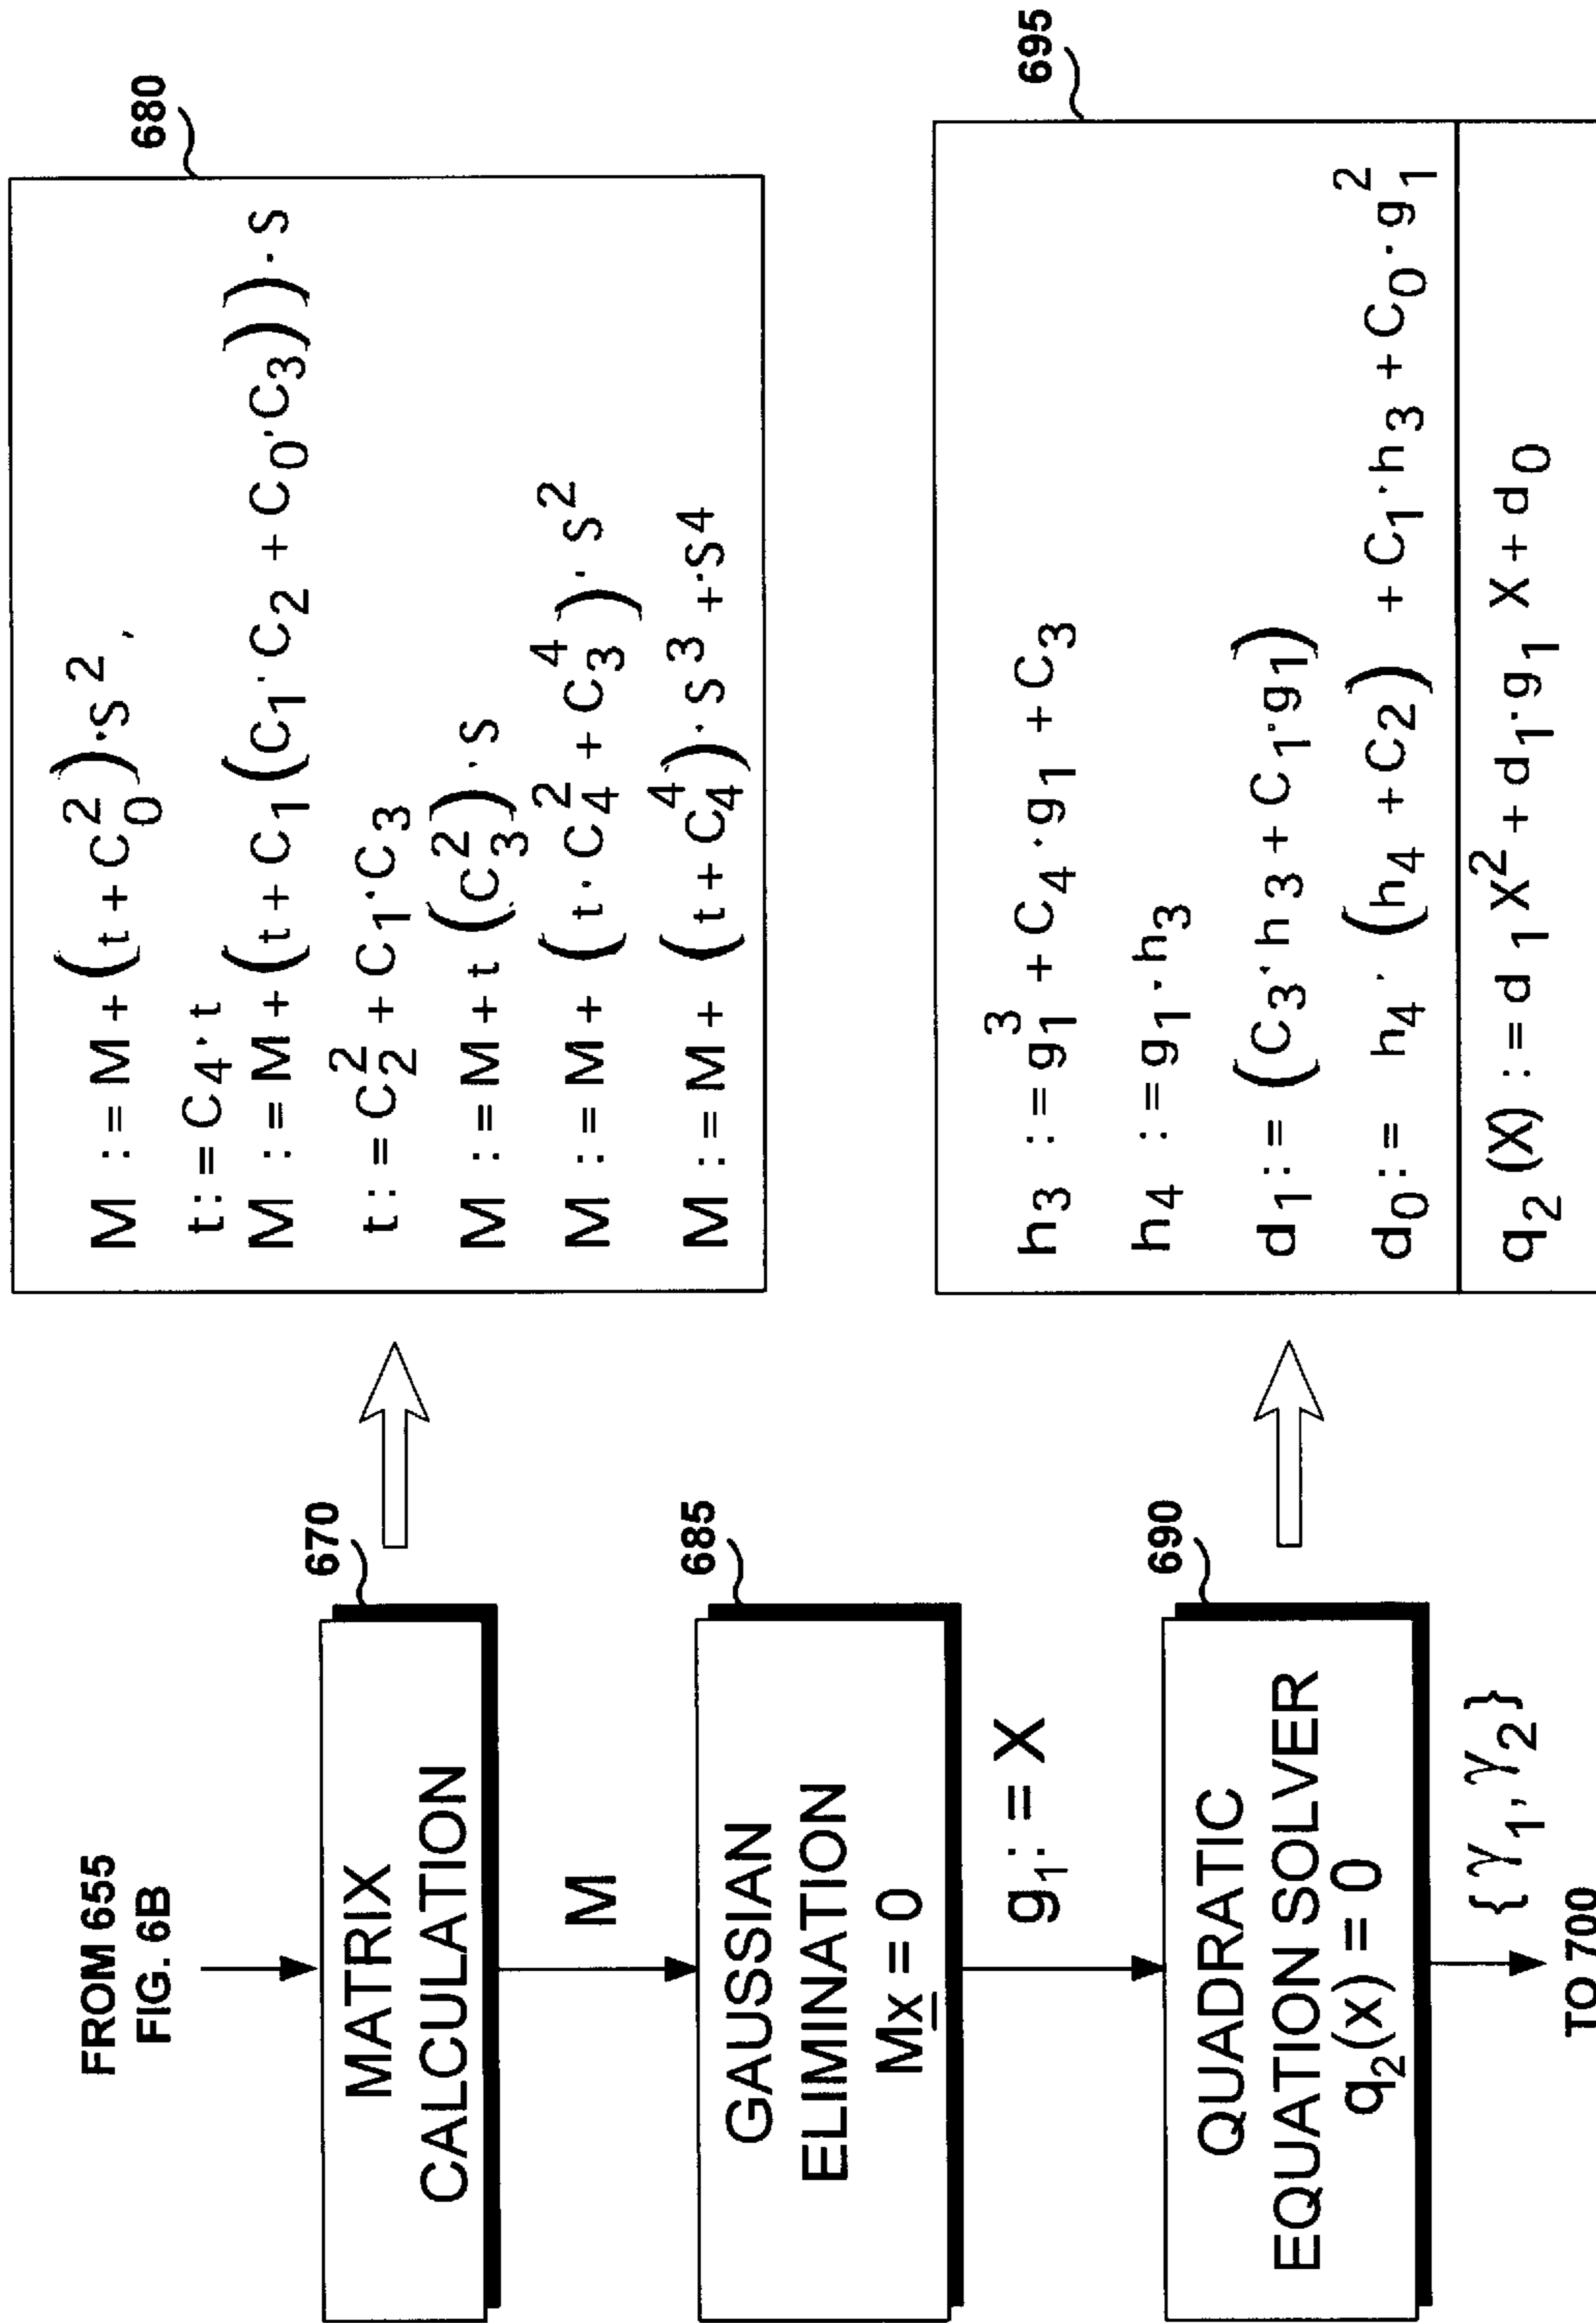 FROM 655
FIG. 6B
670
MATRIX
CALCULATION
M
685
GAUSSIAN
ELIMINATION
Mx = 0
g₁ := X
690
QUADRATIC
EQUATION SOLVER
q₂(x) = 0
{γ₁, γ₂}
TO 700
680
M := M + (t + C₀²)·S²,
t := C₄·t
M := M + (t + C₁(C₁·C₂ + C₀·C₃))·S
t := C₂² + C₁·C₃
M := M + t(C₃²)·S
M := M + (t·C₄² + C₃⁴)·S²
M := M + (t + C₄⁴)·S³ + ·S⁴
695
h₃ := g₁³ + C₄·g₁ + C₃
h₄ := g₁·h₃
d₁ := (C₃·h₃ + C₁·g₁)
d₀ := h₄·(h₄ + C₂) + C₁·h₃ + C₀·g₁²
q₂(X) := d₁X² + d₁·g₁X + d₀